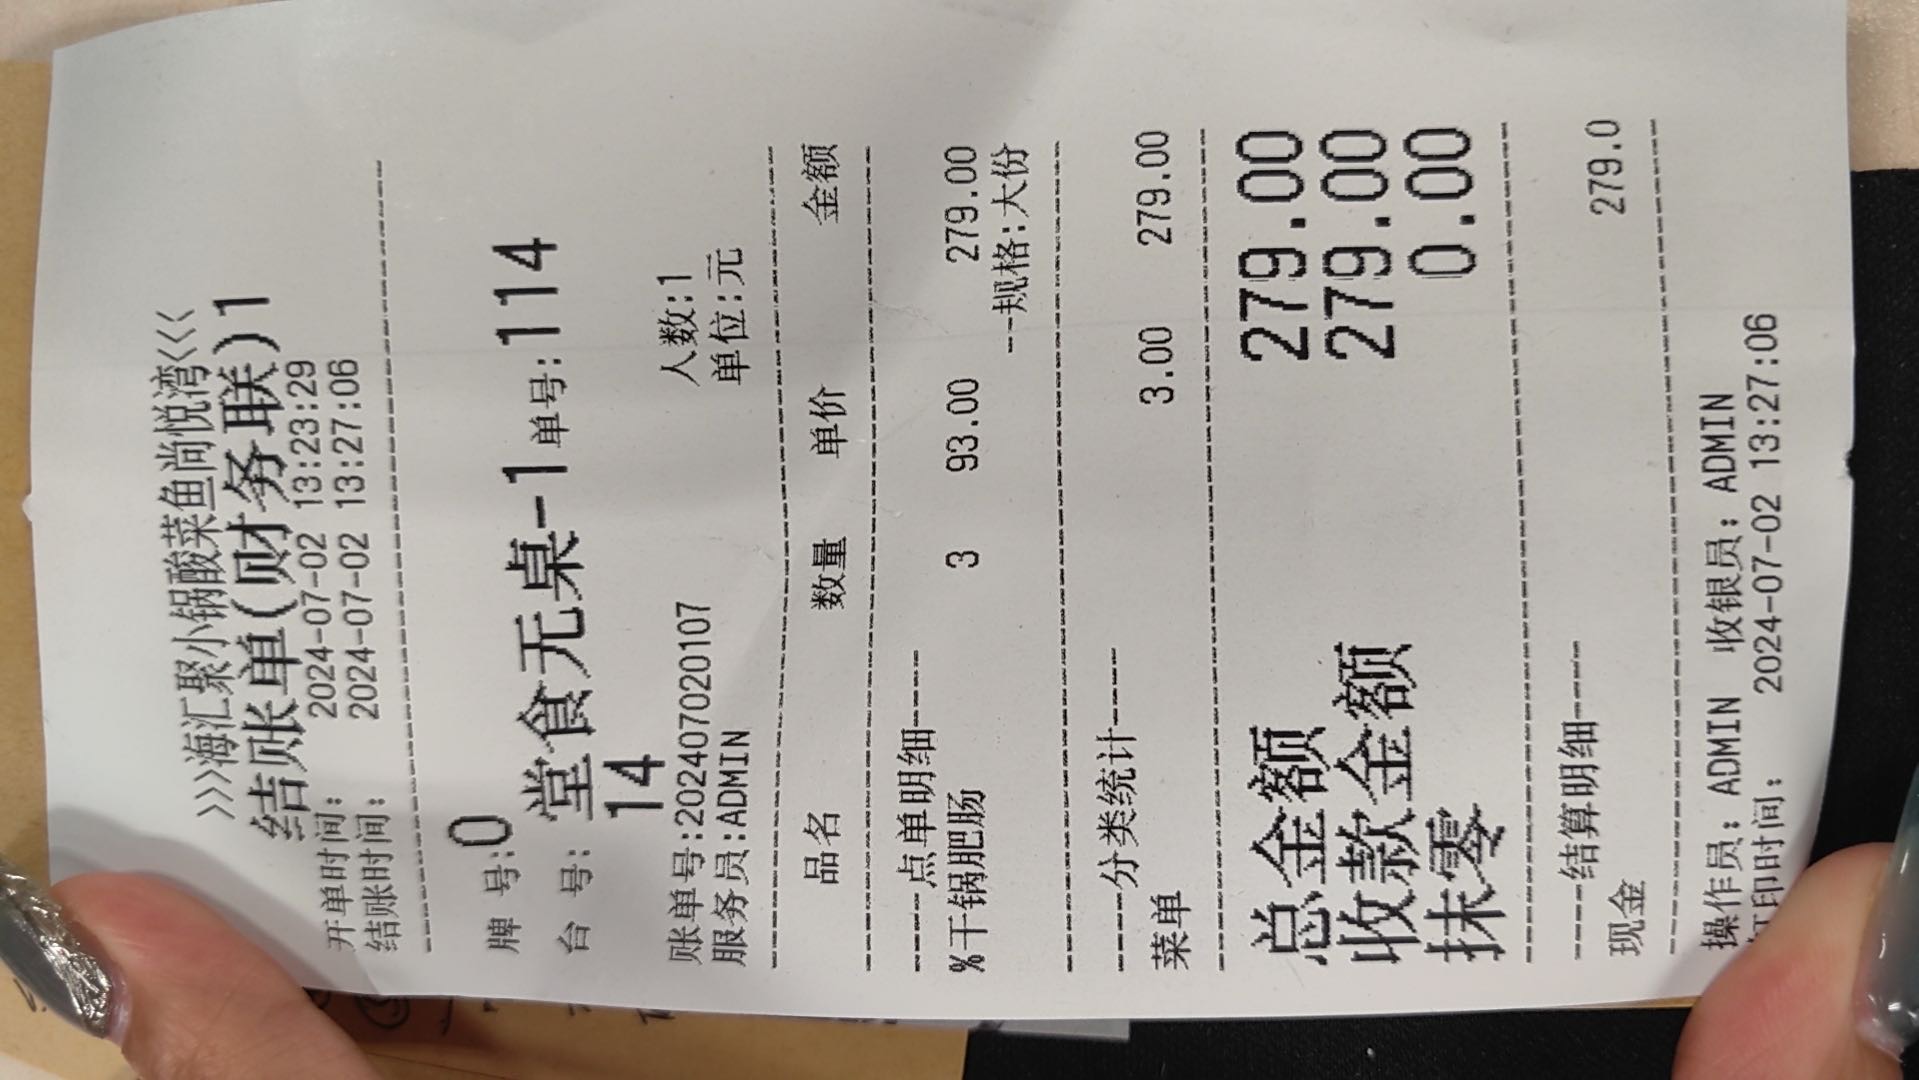 >>>海汇聚小锅酸菜鱼尚悦湾<<<
结账单(财务联)1
开单时间: 2024-07-02 13:23:29
结账时间: 2024-07-02 13:27:06
牌 号:0
台 号: 堂食无桌-1 单号:114
14
账单号:202407020107 人数:1
服务员:ADMIN 单位:元
品名 数量 单价 金额
----点单明细----
%干锅肥肠 3 93.00 279.00
--规格:大份
----分类统计----
菜单 3.00 279.00
总金额 279.00
收款金额 279.00
抹零 0.00
----结算明细----
现金 279.0
操作员: ADMIN 收银员: ADMIN
打印时间: 2024-07-02 13:27:06